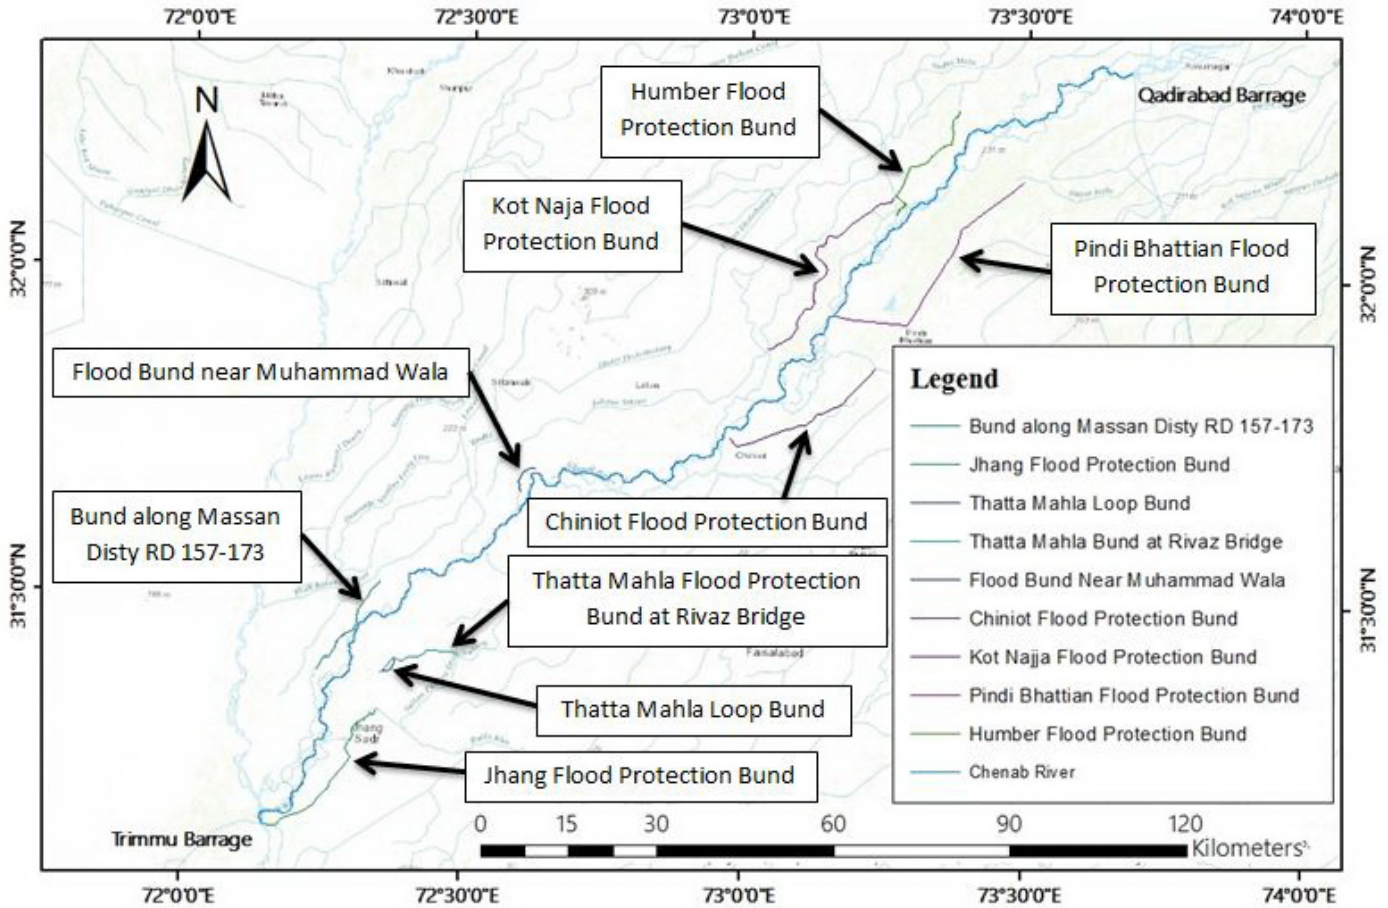 72°0'0"E 72°30'0"E 73°0'0"E 73°30'0"E 74°0'0"E
N
Qadirabad Barrage
Humber Flood
Protection Bund
Kot Naja Flood
Protection Bund
Pindi Bhattian Flood
Protection Bund
32°0'0"N
32°0'0"N
Flood Bund near Muhammad Wala
Chiniot Flood Protection Bund
Bund along Massan
Disty RD 157-173
Thatta Mahla Flood Protection
Bund at Rivaz Bridge
31°30'0"N
31°30'0"N
Faisalabad
Thatta Mahla Loop Bund
Jhang
Sadr
Jhang Flood Protection Bund
Trimmu Barrage
Legend
Bund along Massan Disty RD 157-173
Jhang Flood Protection Bund
Thatta Mahla Loop Bund
Thatta Mahla Bund at Rivaz Bridge
Flood Bund Near Muhammad Wala
Chiniot Flood Protection Bund
Kot Najja Flood Protection Bund
Pindi Bhattian Flood Protection Bund
Humber Flood Protection Bund
Chenab River
0 15 30 60 90 120
Kilometers
72°0'0"E 72°30'0"E 73°0'0"E 73°30'0"E 74°0'0"E